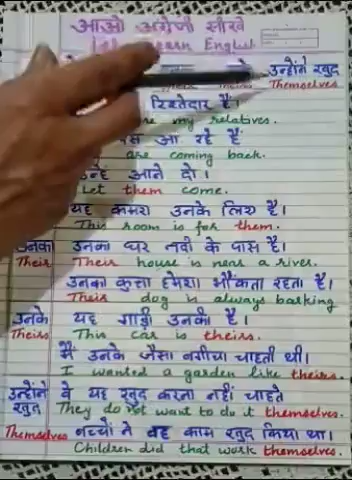 आओ अंग्रेजी सीखे
English
उन्होंने खुद
Themselves
रिश्तेदार हैं।
my relatives.
आ रहे हैं
are coming back.
आने दो।
Let them come.
यह कमरा उनके लिए है।
This room is for them.
उनका उनका घर नदी के पास है।
Their Their house is near a river.
उनका कुत्ता हमेशा भौंकता रहता है।
Their dog is always barking
उनके यह गाड़ी उनकी है।
Theirs This car is theirs.
मैं उनके जैसा बगीचा चाहती थी।
I wanted a garden like theirs.
उन्होंने वे यह खुद करना नहीं चाहते
खुद They do not want to do it themselves.
Themselves बच्चों ने वह काम खुद किया था।
Children did that work themselves.